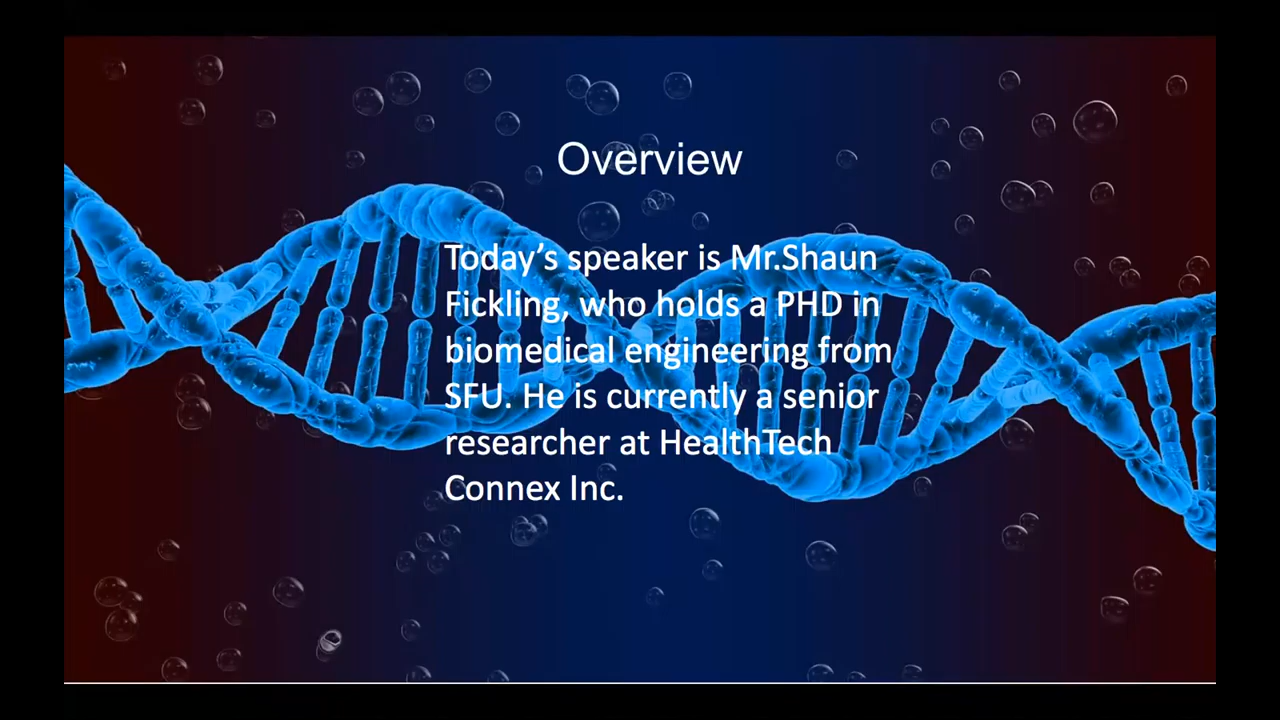 Overview
Today’s speaker is Mr.Shaun
Fickling, who holds a PHD in
biomedical engineering from
SFU. He is currently a senior
researcher at HealthTech
Connex Inc.